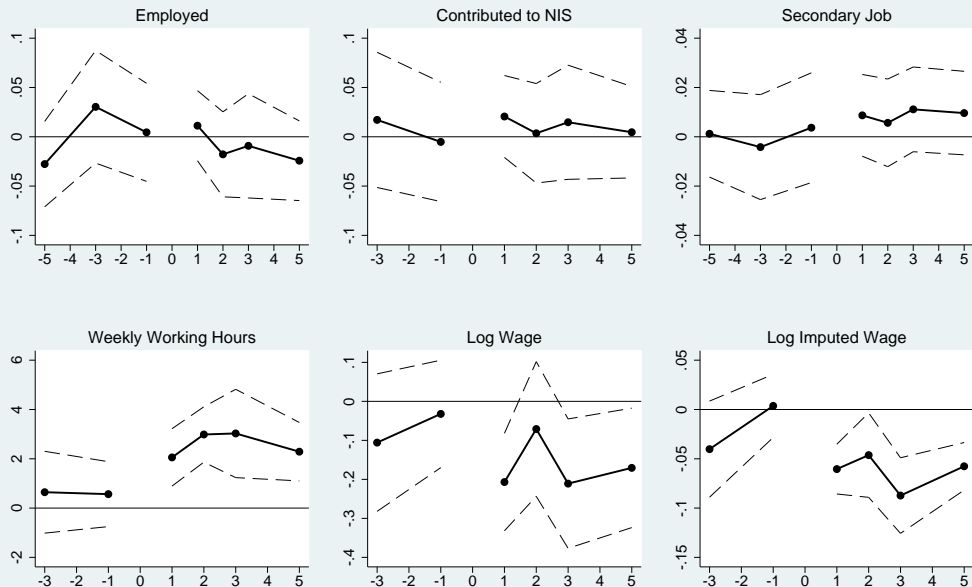 Employed
Contributed to NIS
Secondary Job
.1
.05
0
-.05
-.1
-5 -4 -3 -2 -1 0 1 2 3 4 5
.1
.05
0
-.05
-.1
-3 -2 -1 0 1 2 3 4 5
.04
.02
0
-.02
-.04
-5 -4 -3 -2 -1 0 1 2 3 4 5
Weekly Working Hours
Log Wage
Log Imputed Wage
6
4
2
0
-2
-3 -2 -1 0 1 2 3 4 5
.1
0
-.1
-.2
-.3
-.4
-3 -2 -1 0 1 2 3 4 5
.05
0
-.05
-.1
-.15
-3 -2 -1 0 1 2 3 4 5